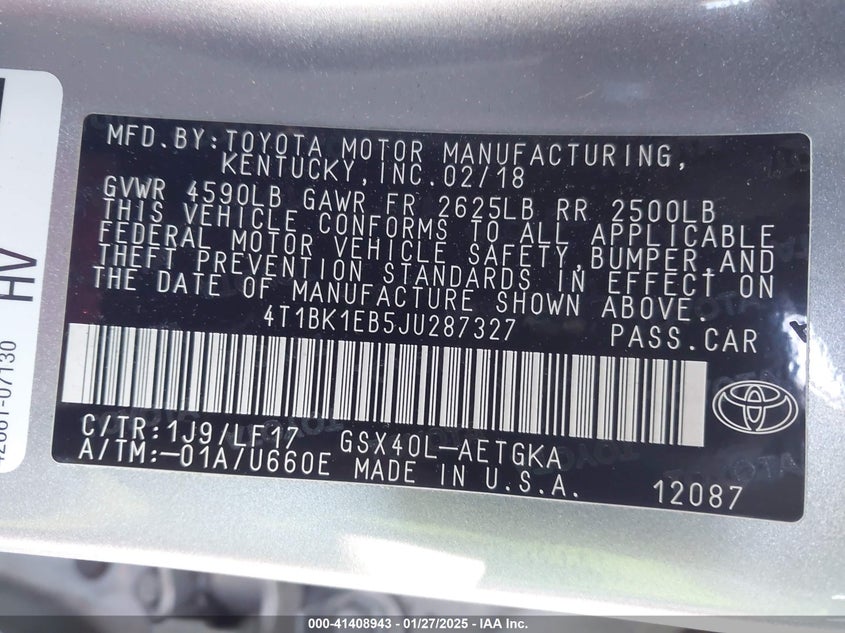 MFD.BY:TOYOTA MOTOR MANUFACTURING,
KENTUCKY,INC.02/18
GVWR 4590LB GAWR FR 2625LB RR 2500LB
THIS VEHICLE CONFORMS TO ALL APPLICABLE
FEDERAL MOTOR VEHICLE SAFETY,BUMPER,AND
THEFT PREVENTION STANDARDS IN EFFECT ON
THE DATE OF MANUFACTURE SHOWN ABOVE.
4T1BK1EB5JU287327 PASS.CAR
C/TR:1J9/LF17 GSX40L-AETGKA
A/TM:-01A7U660E MADE IN U.S.A. 12087
HV
000-41408943 — 01/27/2025 — IAA Inc.